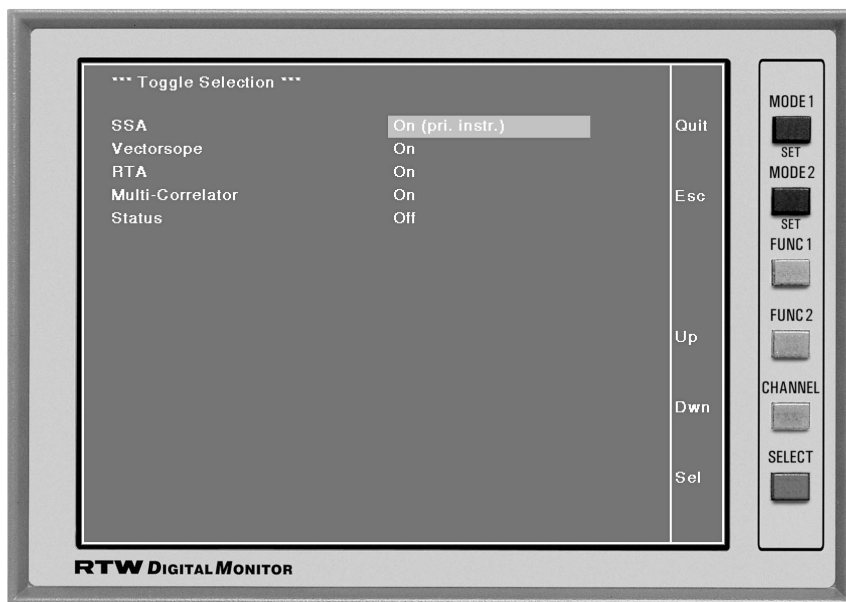 *** Toggle Selection ***
SSA On (pri. instr.) Quit
Vectorsope On
RTA On
Multi-Correlator On Esc
Status Off
Up
Dwn
Sel
MODE 1
SET
MODE 2
SET
FUNC 1
FUNC 2
CHANNEL
SELECT
RTW DIGITAL MONITOR